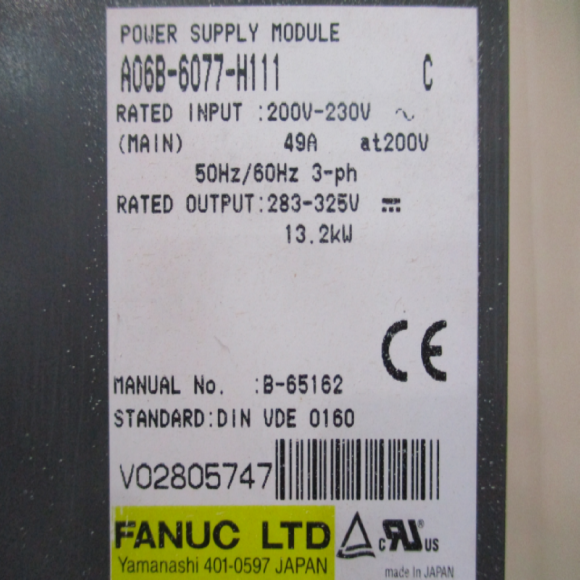 POWER SUPPLY MODULE
A06B-6077-H111 C
RATED INPUT :200V-230V ~
(MAIN) 49A at200V
50Hz/60Hz 3-ph
RATED OUTPUT:283-325V ⎓
13.2kW
CE
MANUAL No. :B-65162
STANDARD:DIN VDE 0160
V02805747
FANUC LTD
Yamanashi 401-0597 JAPAN
c RU ® US
made in JAPAN